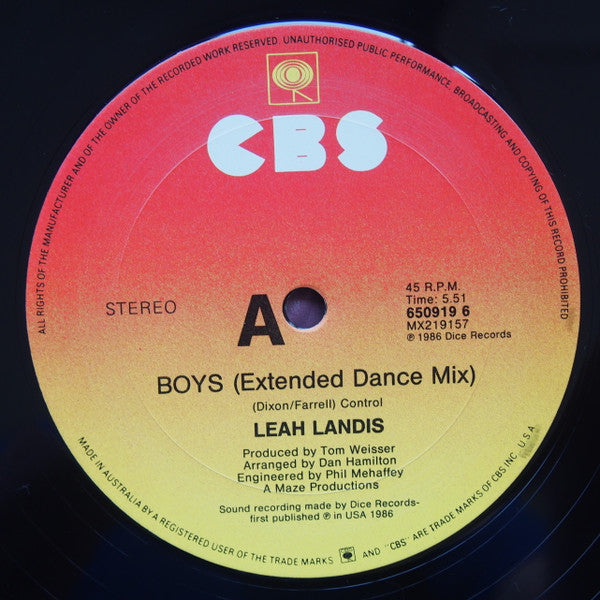 ALL RIGHTS OF THE MANUFACTURER AND OF THE OWNER OF THE RECORDED WORK RESERVED. UNAUTHORISED PUBLIC PERFORMANCE, BROADCASTING AND COPYING OF THIS RECORD PROHIBITED
CBS
STEREO
A
45 R.P.M.
Time: 5.51
650919 6
MX219157
℗ 1986 Dice Records
BOYS (Extended Dance Mix)
(Dixon/Farrell) Control
LEAH LANDIS
Produced by Tom Weisser
Arranged by Dan Hamilton
Engineered by Phil Mehaffey
A Maze Productions
Sound recording made by Dice Records-
first published ℗ in USA 1986
MADE IN AUSTRALIA BY A REGISTERED USER OF THE TRADE MARKS AND "CBS" ARE TRADE MARKS OF CBS INC. U.S.A